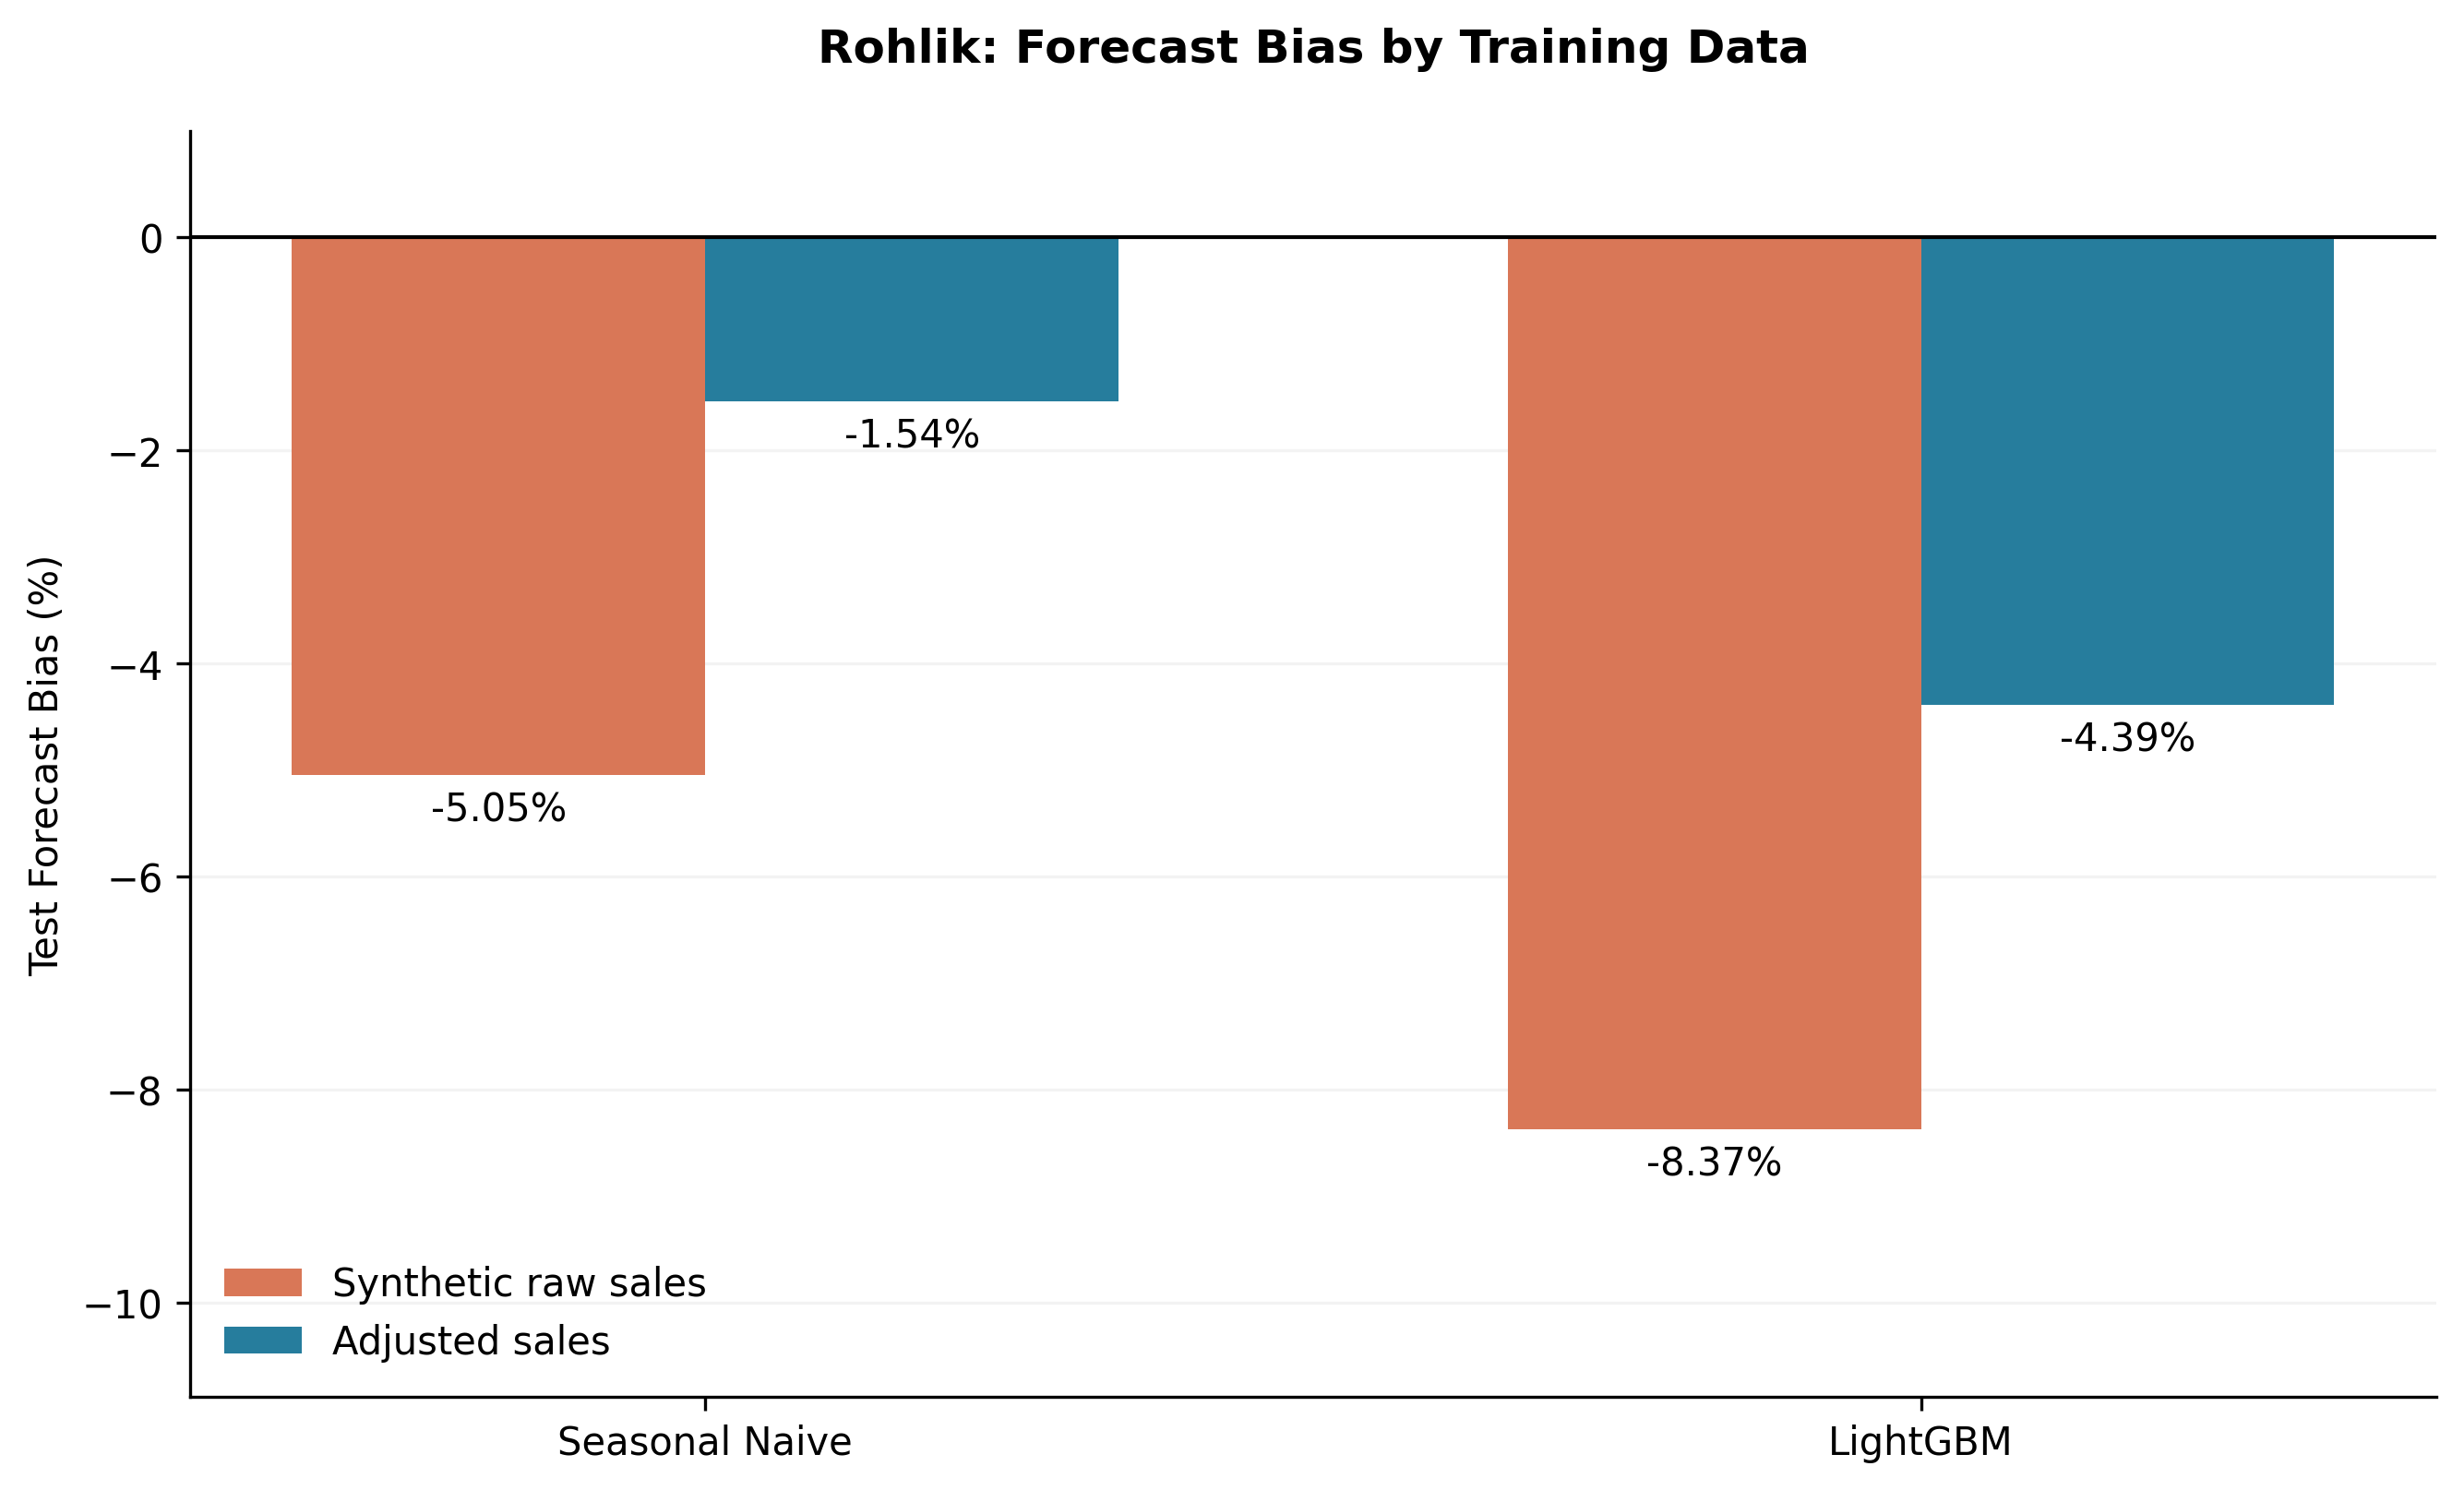 Rohlik: Forecast Bias by Training Data
Test Forecast Bias (%)
0
−2
−4
−6
−8
−10
-5.05%
-1.54%
-8.37%
-4.39%
Synthetic raw sales
Adjusted sales
Seasonal Naive
LightGBM